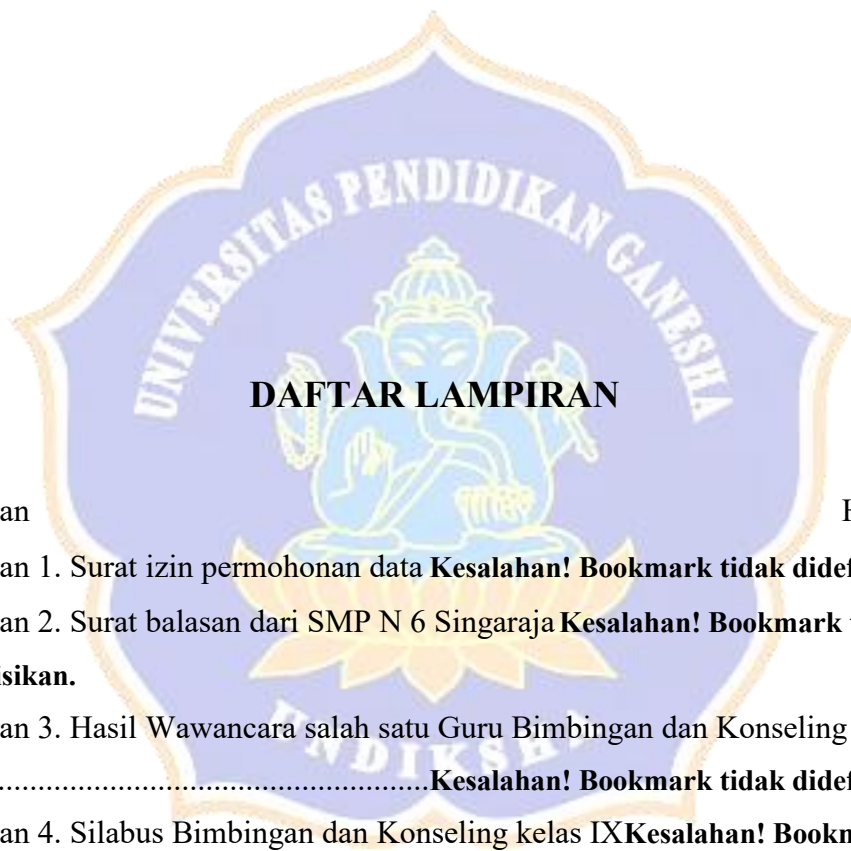 UNIVERSITAS PENDIDIKAN GANESHA
DAFTAR LAMPIRAN
an
an 1. Surat izin permohonan data Kesalahan! Bookmark tidak didef
an 2. Surat balasan dari SMP N 6 Singaraja Kesalahan! Bookmark
isikan.
an 3. Hasil Wawancara salah satu Guru Bimbingan dan Konseling
UNDIKSHA
................................................Kesalahan! Bookmark tidak didef
an 4. Silabus Bimbingan dan Konseling kelas IXKesalahan! Bookm